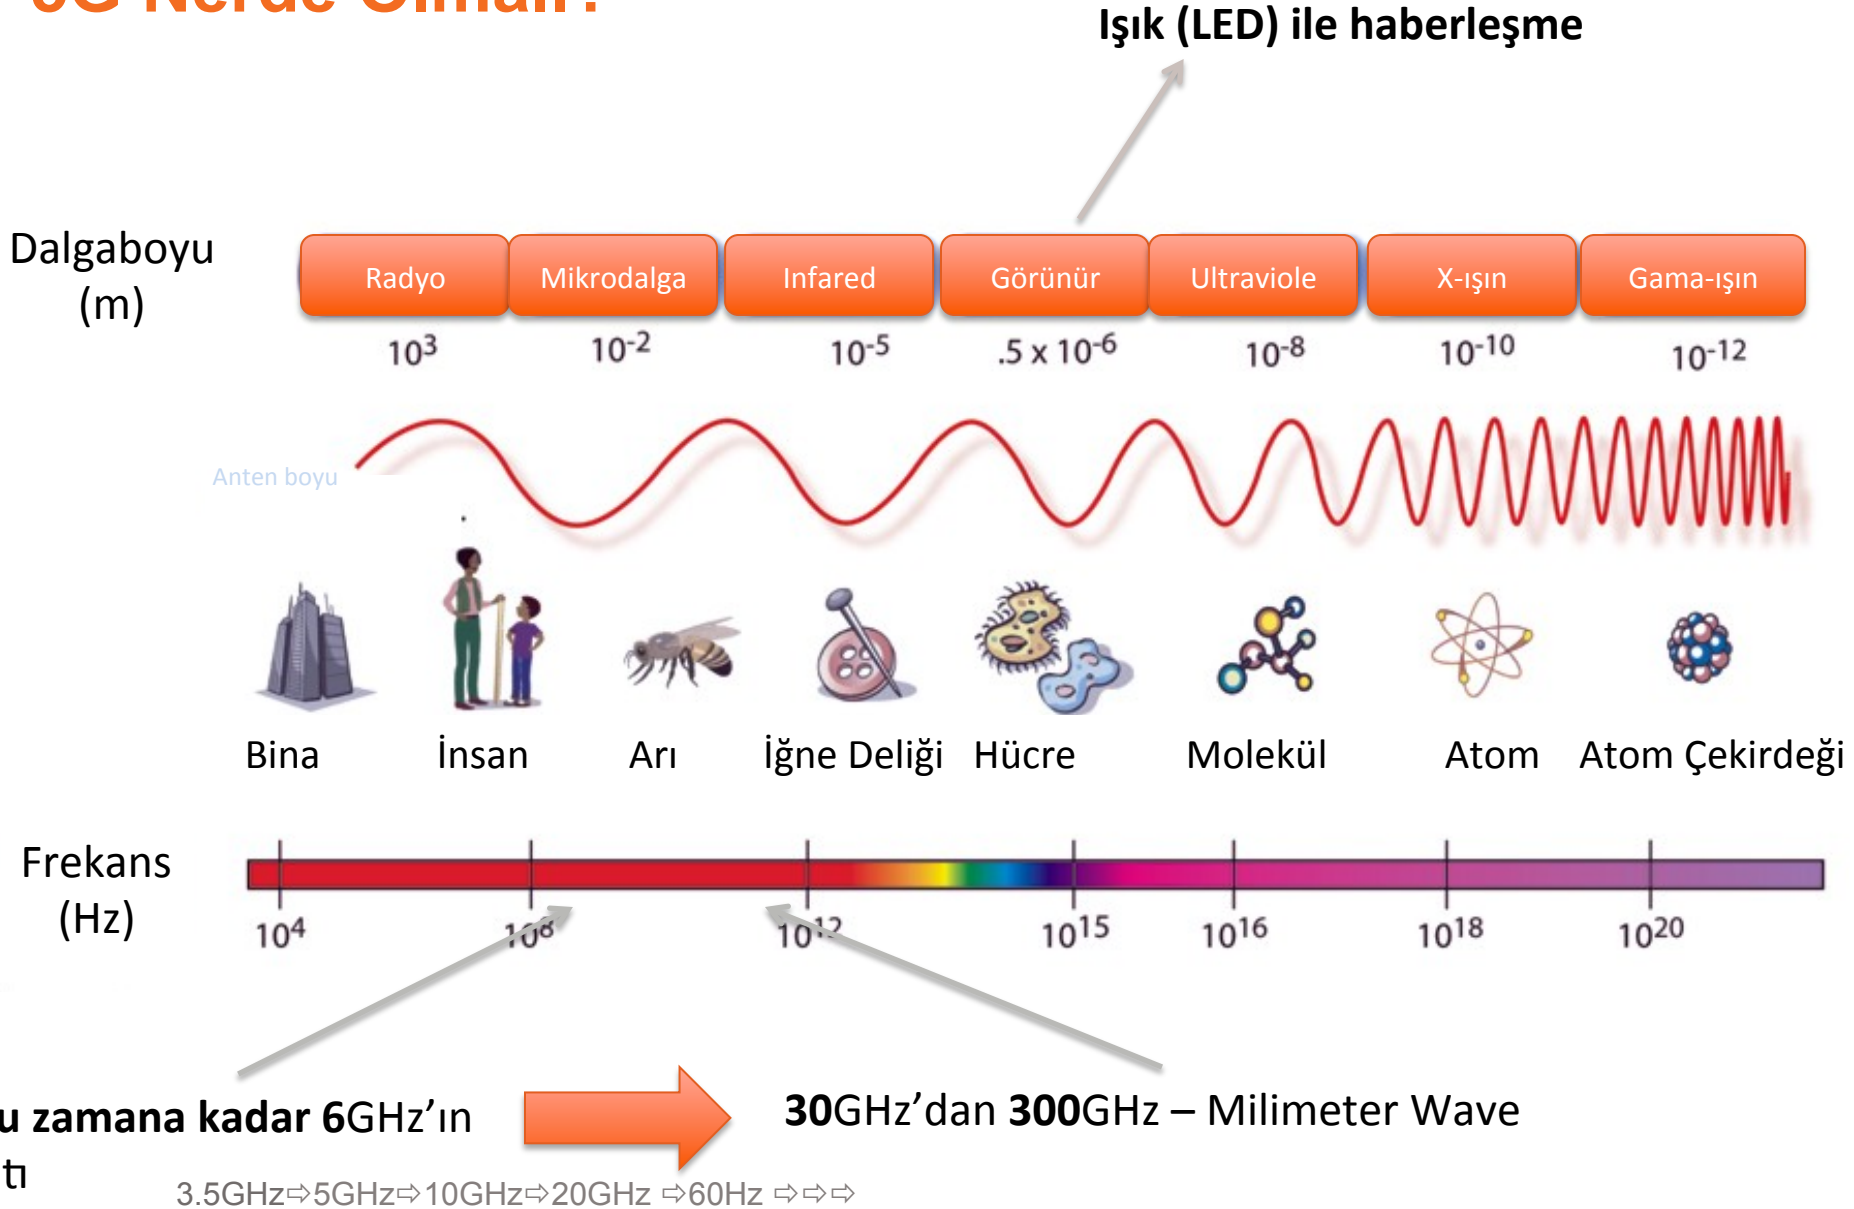 Nerde Olmalı?
Işık (LED) ile haberleşme
Dalgaboyu
(m)
Radyo Mikrodalga Infared Görünür Ultraviole X-ışın Gama-ışın
10³ 10⁻² 10⁻⁵ .5 x 10⁻⁶ 10⁻⁸ 10⁻¹⁰ 10⁻¹²
Anten boyu
Bina İnsan Arı İğne Deliği Hücre Molekül Atom Atom Çekirdeği
Frekans
(Hz)
10⁴ 10⁸ 10¹² 10¹⁵ 10¹⁶ 10¹⁸ 10²⁰
zamana kadar 6GHz’ın
30GHz’dan 300GHz – Milimeter Wave
3.5GHz⇨5GHz⇨10GHz⇨20GHz ⇨60Hz ⇨⇨⇨